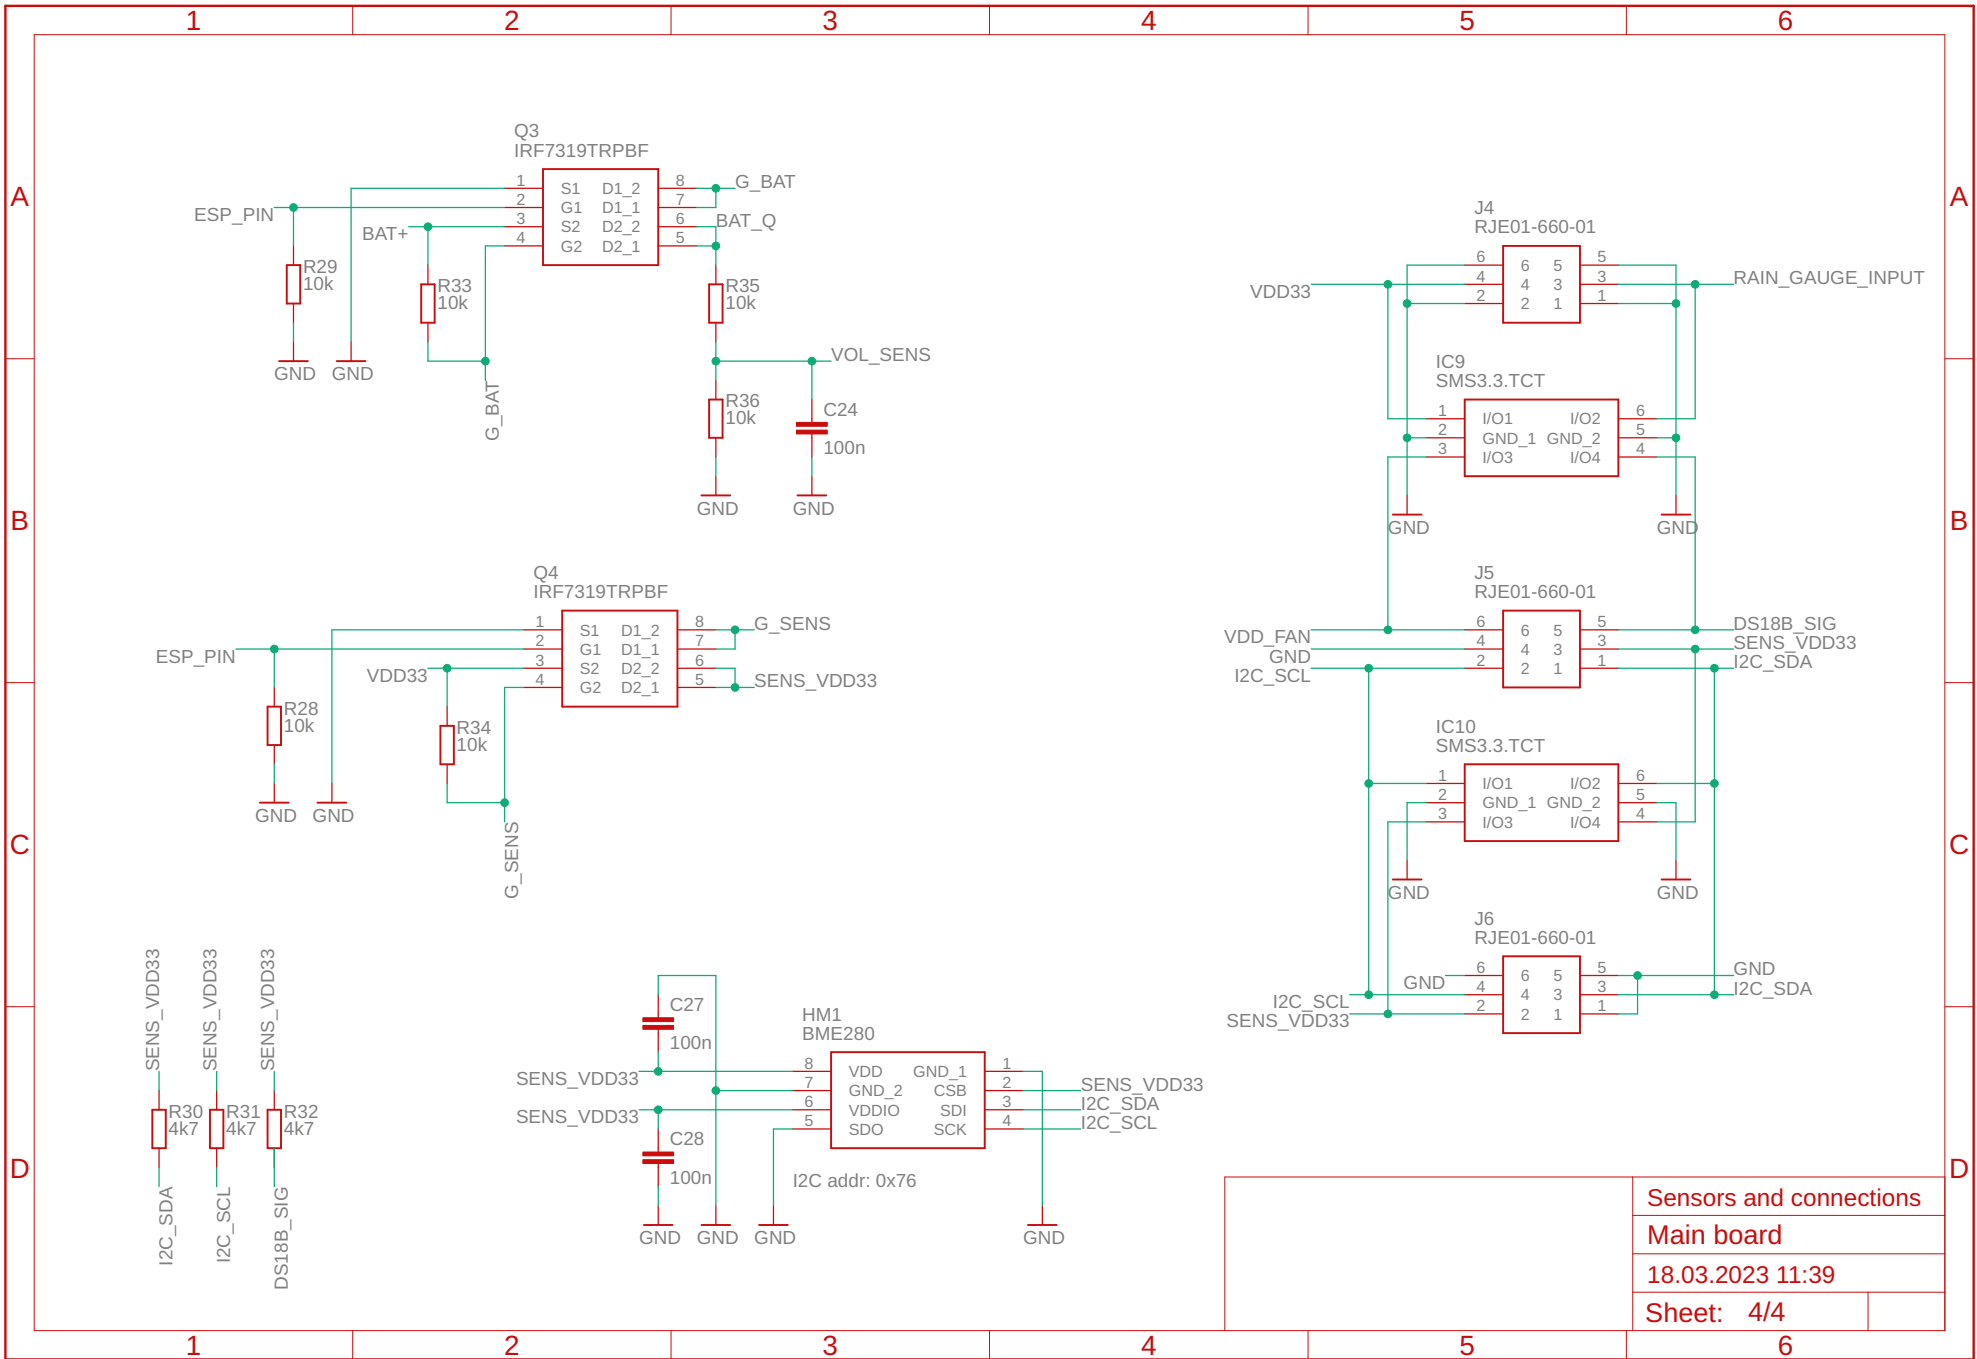 1 2 3 4 5 6
A
Q3
IRF7319TRPBF
1 S1 D1_2 8 G_BAT
ESP_PIN 2 G1 D1_1 7
BAT+ 3 S2 D2_2 6 BAT_Q
4 G2 D2_1 5
R29
10k
R33
10k
R35
10k
GND GND
G_BAT
VOL_SENS
R36
10k
C24
100n
GND GND
A
J4
RJE01-660-01
6 6 5 5
VDD33 4 4 3 3 RAIN_GAUGE_INPUT
2 2 1 1
IC9
SMS3.3.TCT
1 I/O1 I/O2 6
2 GND_1 GND_2 5
3 I/O3 I/O4 4
GND GND
B
B
Q4
IRF7319TRPBF
1 S1 D1_2 8 G_SENS
ESP_PIN 2 G1 D1_1 7
VDD33 3 S2 D2_2 6
4 G2 D2_1 5 SENS_VDD33
R28
10k
R34
10k
GND GND
G_SENS
J5
RJE01-660-01
VDD_FAN 6 6 5 5 DS18B_SIG
GND 4 4 3 3 SENS_VDD33
I2C_SCL 2 2 1 1 I2C_SDA
IC10
SMS3.3.TCT
1 I/O1 I/O2 6
2 GND_1 GND_2 5
3 I/O3 I/O4 4
GND GND
C
C
J6
RJE01-660-01
GND 6 6 5 5 GND
I2C_SCL 4 4 3 3 I2C_SDA
SENS_VDD33 2 2 1 1
SENS_VDD33
SENS_VDD33
SENS_VDD33
R30
4k7
R31
4k7
R32
4k7
I2C_SDA
I2C_SCL
DS18B_SIG
C27
100n
HM1
BME280
SENS_VDD33 8 VDD GND_1 1
7 GND_2 CSB 2 SENS_VDD33
SENS_VDD33 6 VDDIO SDI 3 I2C_SDA
5 SDO SCK 4 I2C_SCL
C28
100n
I2C addr: 0x76
GND GND GND GND
D
D
Sensors and connections
Main board
18.03.2023 11:39
Sheet: 4/4
1 2 3 4 5 6